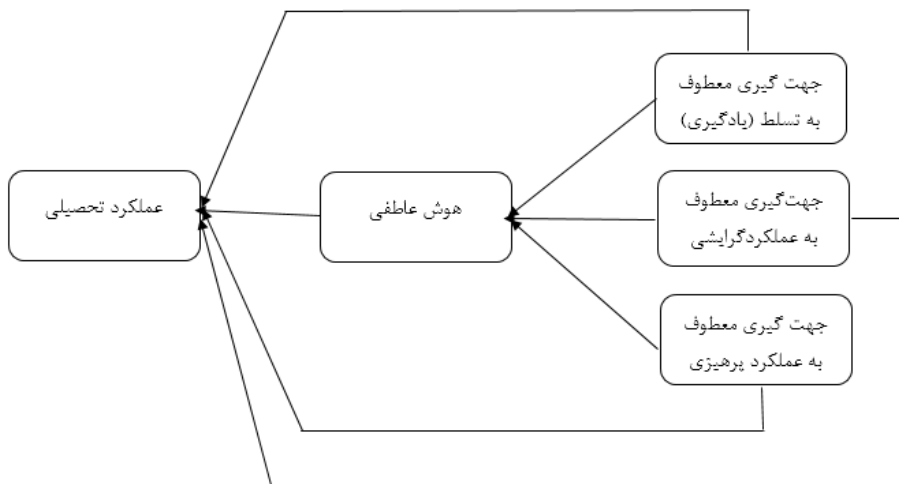 جهت گیری معطوف
به تسلط (یادگیری)
جهت‌گیری معطوف
به عملکردگرایشی
جهت گیری معطوف
به عملکرد پرهیزی
هوش عاطفی
عملکرد تحصیلی